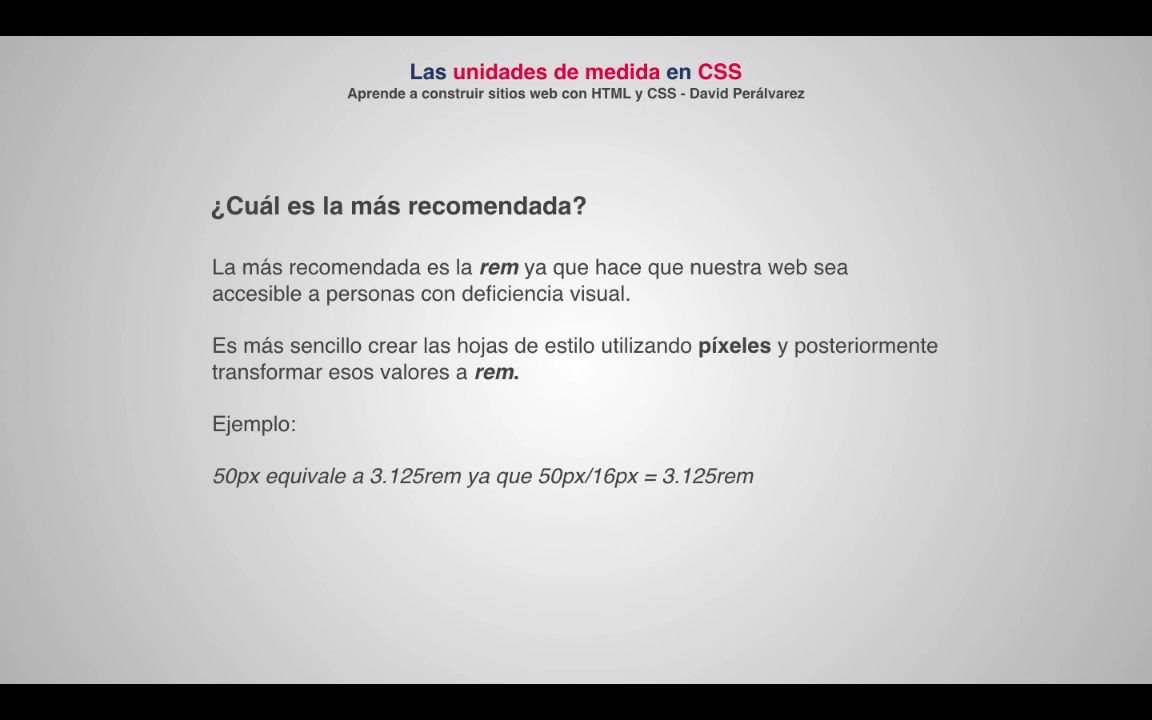 Las unidades de medida en CSS
Aprende a construir sitios web con HTML y CSS - David Perálvarez
¿Cuál es la más recomendada?
La más recomendada es la rem ya que hace que nuestra web sea
accesible a personas con deficiencia visual.
Es más sencillo crear las hojas de estilo utilizando píxeles y posteriormente
transformar esos valores a rem.
Ejemplo:
50px equivale a 3.125rem ya que 50px/16px = 3.125rem